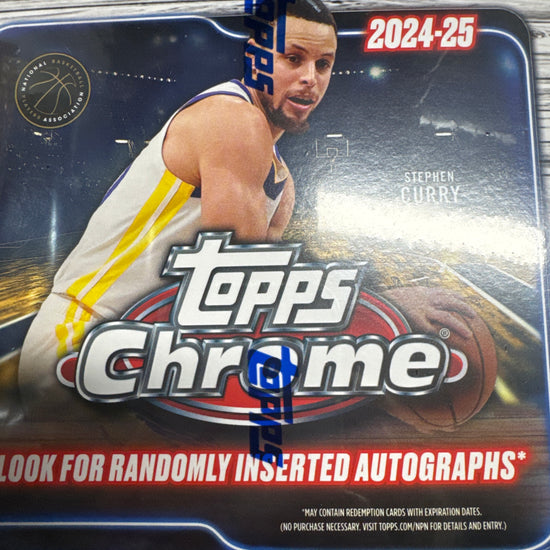 TOPPS
2024-25
NATIONAL BASKETBALL
PLAYERS ASSOCIATION
STEPHEN
CURRY
TOPPS
Chrome®
TOPPS
LOOK FOR RANDOMLY INSERTED AUTOGRAPHS*
*MAY CONTAIN REDEMPTION CARDS WITH EXPIRATION DATES.
(NO PURCHASE NECESSARY. VISIT TOPPS.COM/NPN FOR DETAILS AND ENTRY.)